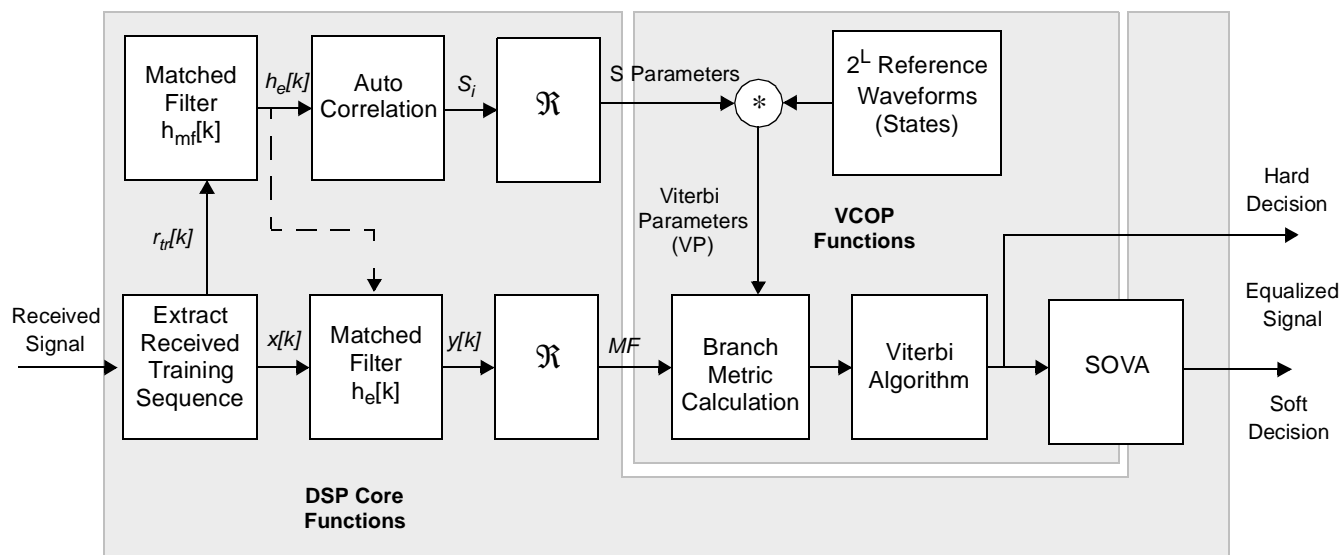 Matched
Filter
h_mf[k]
h_e[k]
Auto
Correlation
S_i
ℜ
S Parameters
*
2^L Reference
Waveforms
(States)
r_tr[k]
Viterbi
Parameters
(VP)
VCOP
Functions
Hard
Decision
Received
Signal
Extract
Received
Training
Sequence
x[k]
Matched
Filter
h_e[k]
y[k]
ℜ
MF
Branch
Metric
Calculation
Viterbi
Algorithm
SOVA
Equalized
Signal
Soft
Decision
DSP Core
Functions